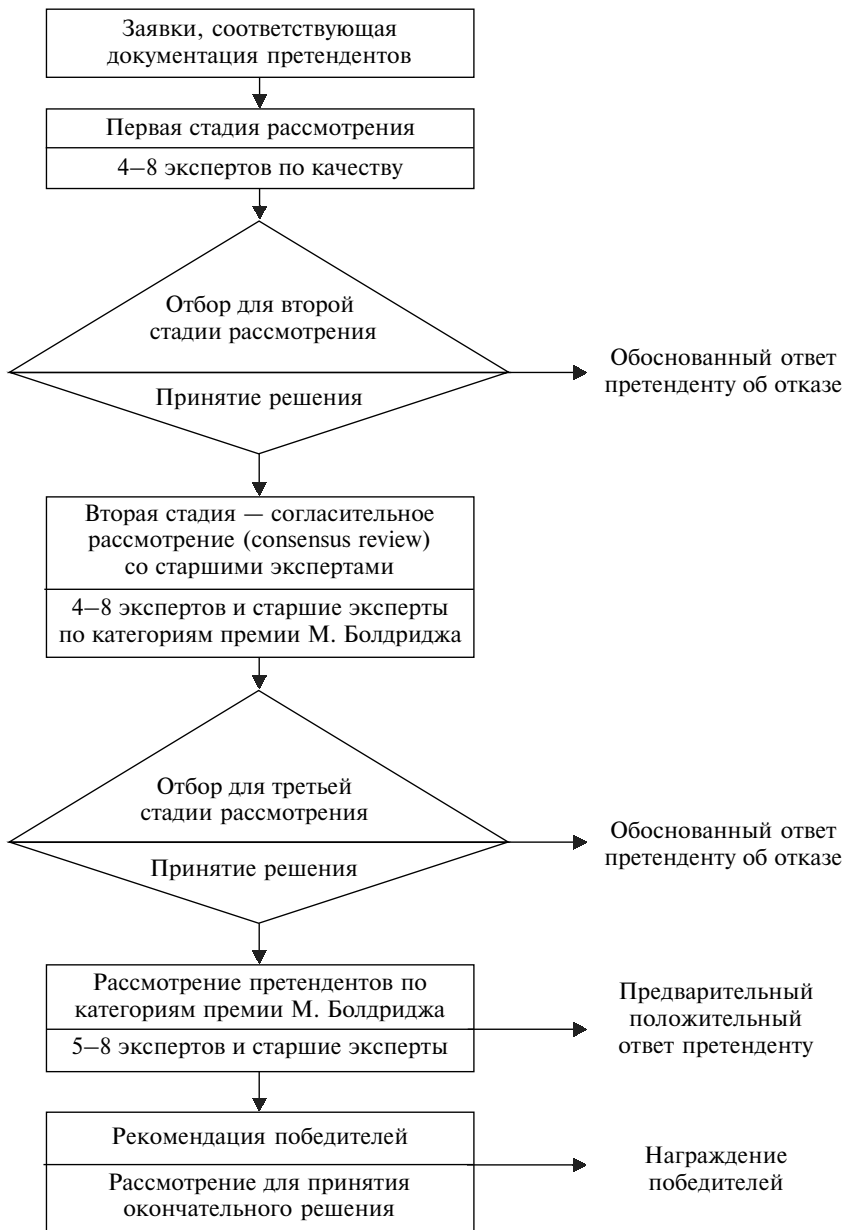 Заявки, соответствующая
документация претендентов
Первая стадия рассмотрения
4–8 экспертов по качеству
Отбор для второй
стадии рассмотрения
Принятие решения
Обоснованный ответ
претенденту об отказе
Вторая стадия — согласительное
рассмотрение (consensus review)
со старшими экспертами
4–8 экспертов и старшие эксперты
по категориям премии М. Болдриджа
Отбор для третьей
стадии рассмотрения
Принятие решения
Обоснованный ответ
претенденту об отказе
Рассмотрение претендентов по
категориям премии М. Болдриджа
5–8 экспертов и старшие эксперты
Предварительный
положительный
ответ претенденту
Рекомендация победителей
Рассмотрение для принятия
окончательного решения
Награждение
победителей